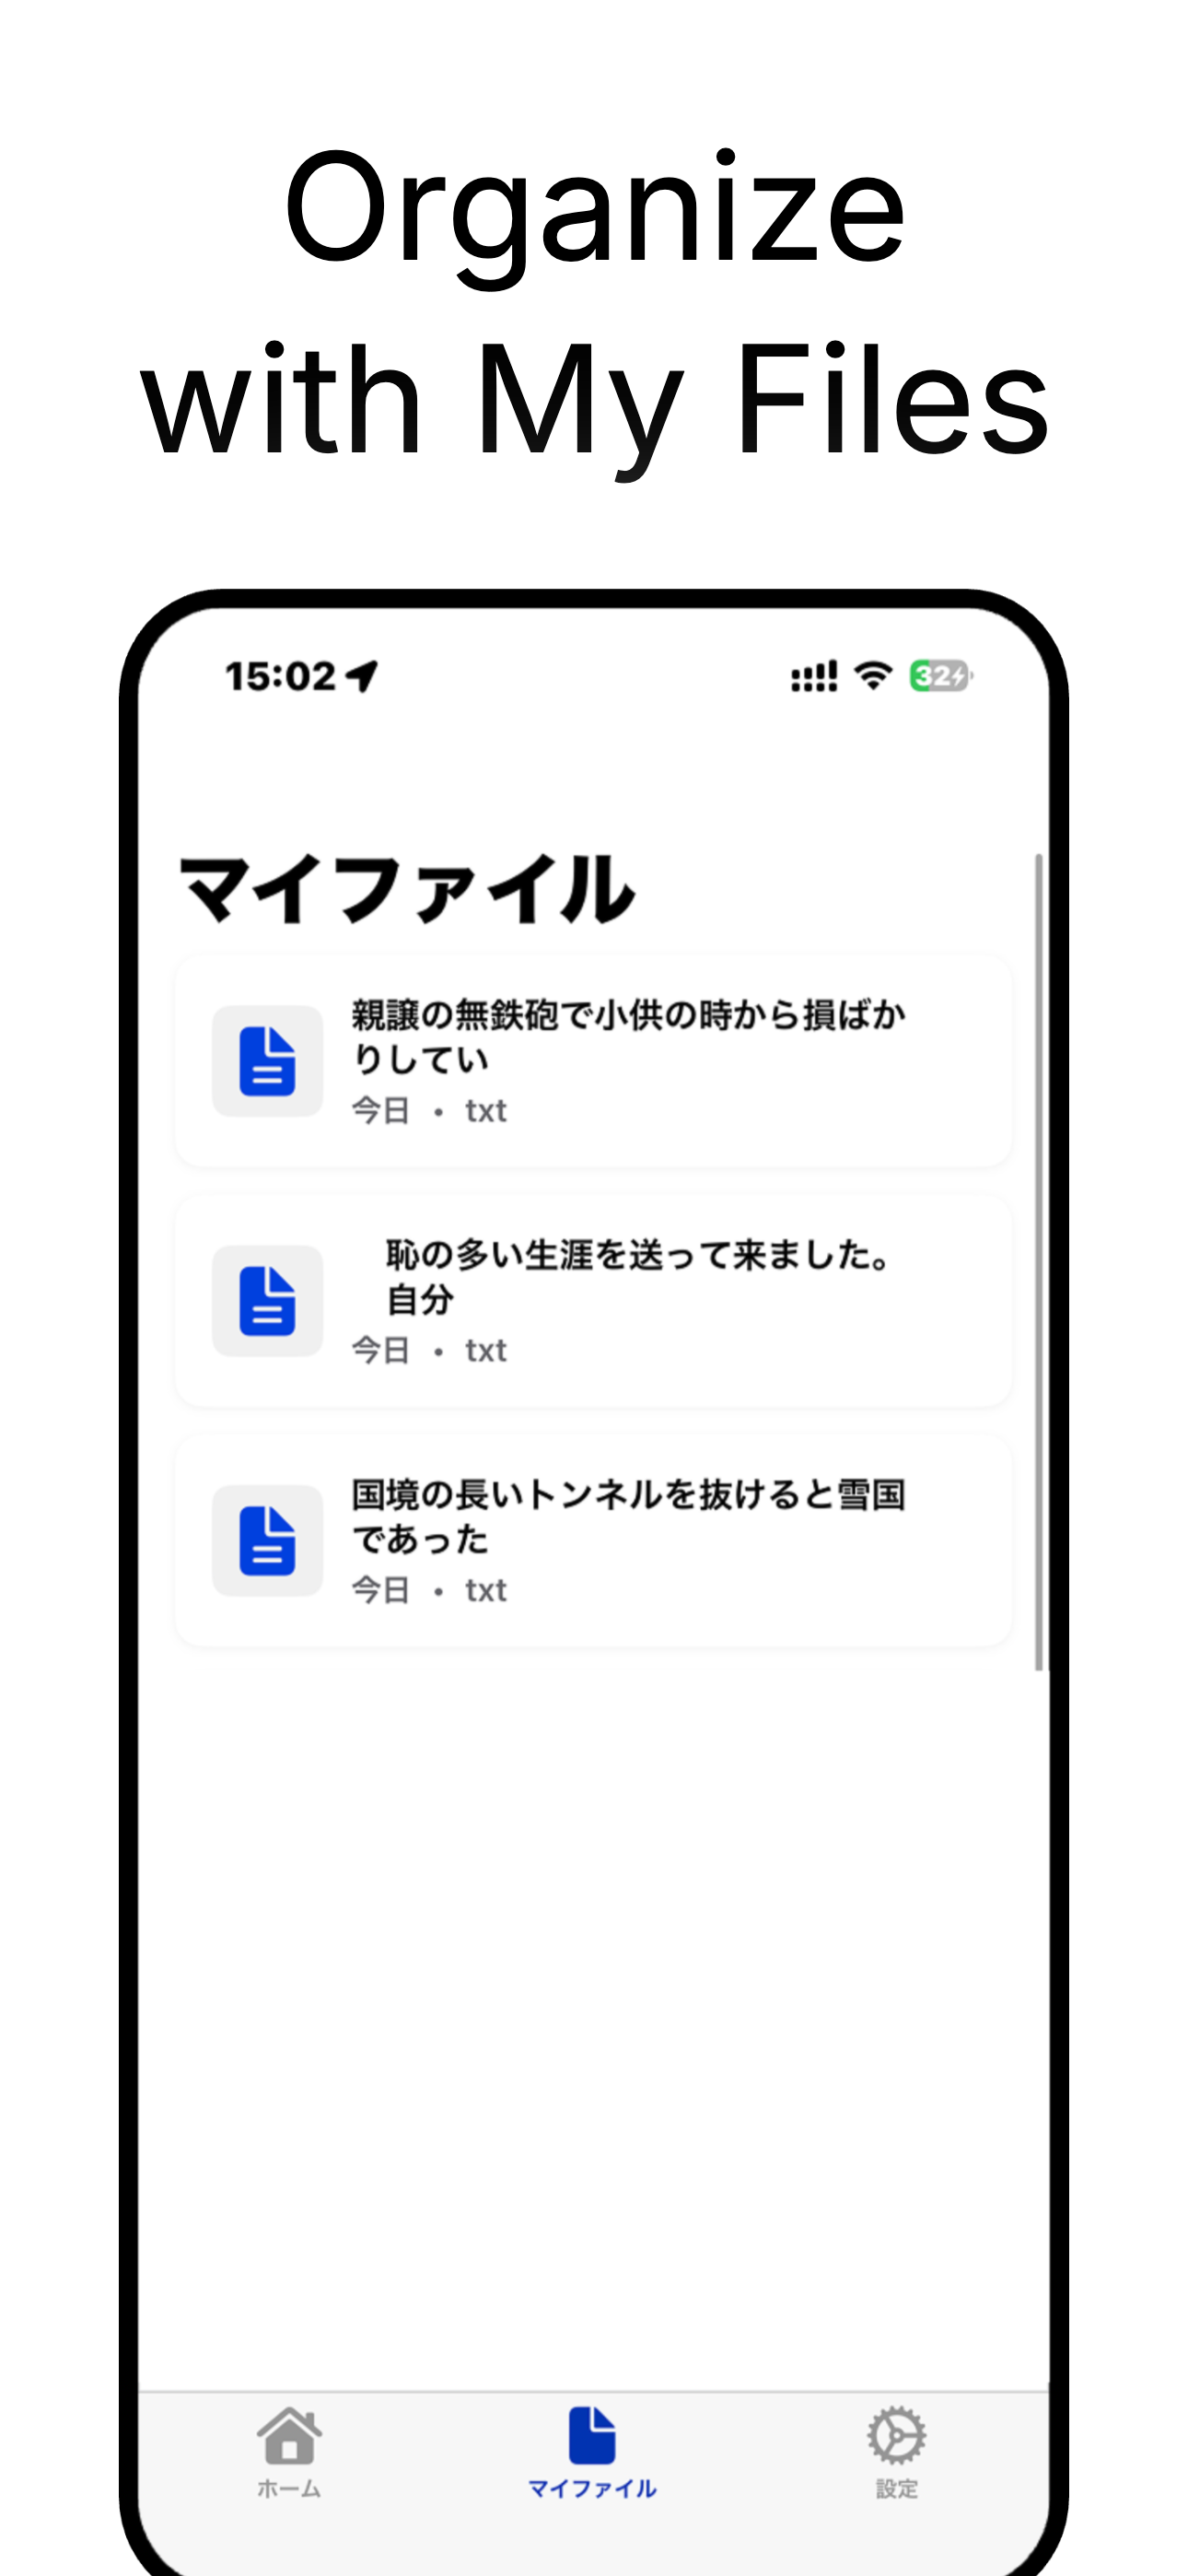 Organize
with My Files
15:02
32
マイファイル
親譲の無鉄砲で小供の時から損ばか
りしてい
今日 • txt
恥の多い生涯を送って来ました。
自分
今日 • txt
国境の長いトンネルを抜けると雪国
であった
今日 • txt
ホーム
マイファイル
設定